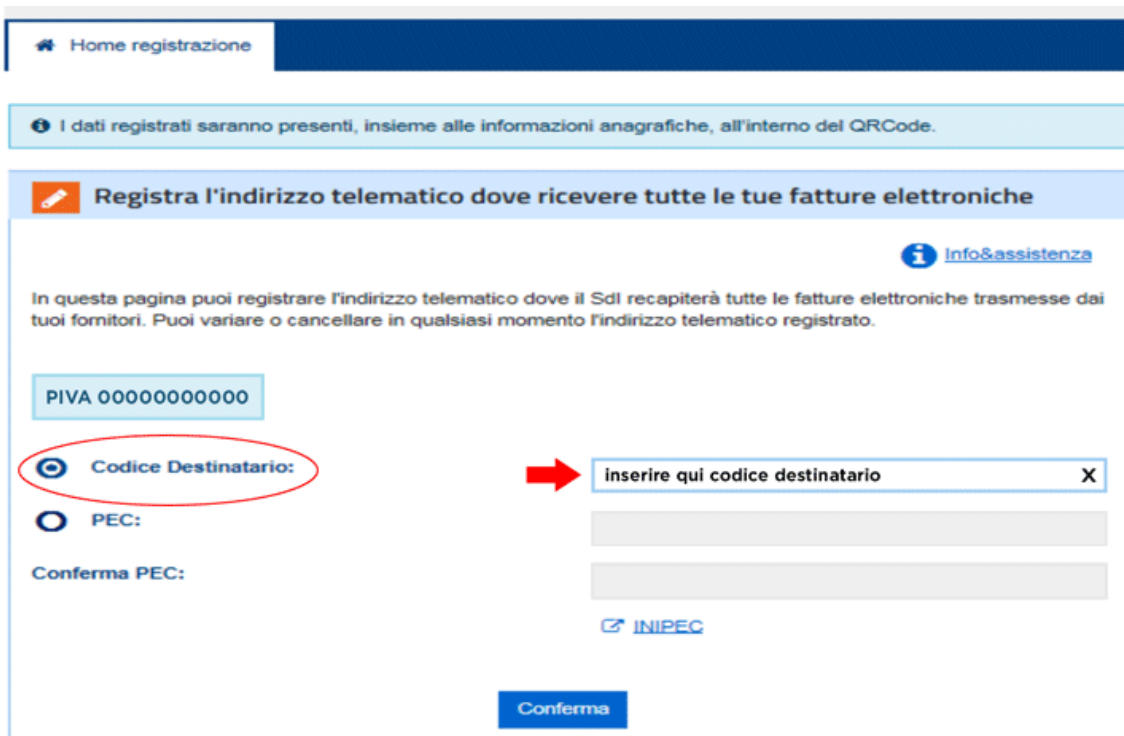 Home registrazione
I dati registrati saranno presenti, insieme alle informazioni anagrafiche, all'interno del QRCode.
Registra l'indirizzo telematico dove ricevere tutte le tue fatture elettroniche
Info&assistenza
In questa pagina puoi registrare l'indirizzo telematico dove il SdI recapiterà tutte le fatture elettroniche trasmesse dai
tuoi fornitori. Puoi variare o cancellare in qualsiasi momento l'indirizzo telematico registrato.
PIVA 00000000000
Codice Destinatario:
inserire qui codice destinatario X
PEC:
Conferma PEC:
INIPEC
Conferma